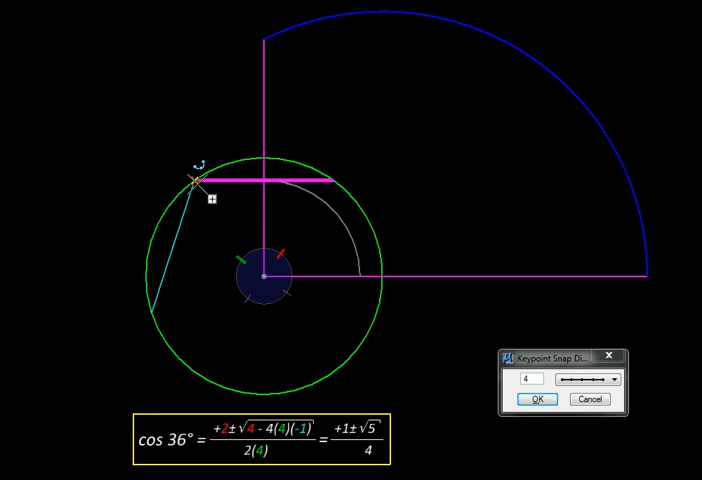 Keypoint Snap Di...
4
OK Cancel
cos 36° = +2±√4 - 4(4)(-1) / 2(4) = +1±√5 / 4